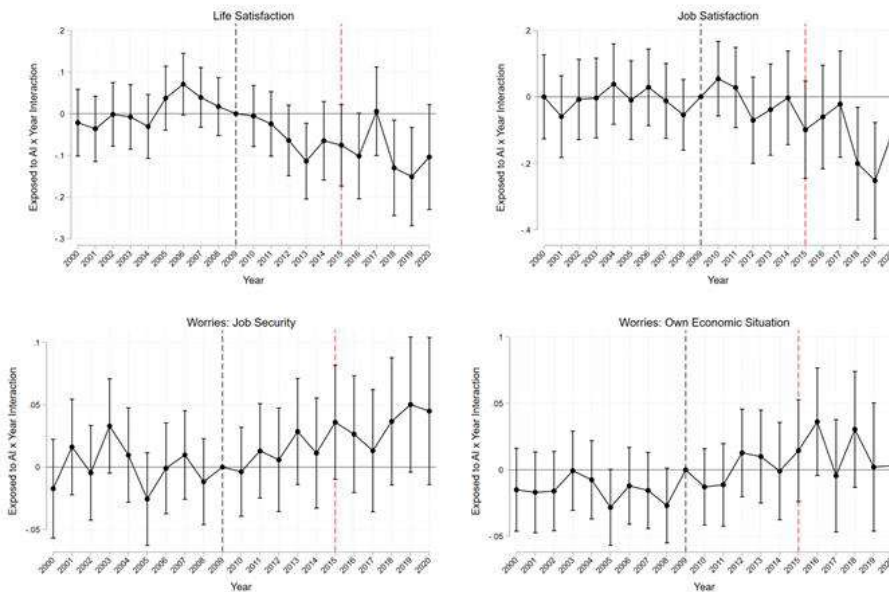 Life Satisfaction
Exposed to AI x Year Interaction
.2
.1
0
-.1
-.2
-.3
2000 2001 2002 2003 2004 2005 2006 2007 2008 2009 2010 2011 2012 2013 2014 2015 2016 2017 2018 2019 2020
Year
Job Satisfaction
Exposed to AI x Year Interaction
.2
0
-.2
-.4
2000 2001 2002 2003 2004 2005 2006 2007 2008 2009 2010 2011 2012 2013 2014 2015 2016 2017 2018 2019
Year
Worries: Job Security
Exposed to AI x Year Interaction
.1
.05
0
-.05
2000 2001 2002 2003 2004 2005 2006 2007 2008 2009 2010 2011 2012 2013 2014 2015 2016 2017 2018 2019 2020
Year
Worries: Own Economic Situation
Exposed to AI x Year Interaction
.1
.05
0
-.05
2000 2001 2002 2003 2004 2005 2006 2007 2008 2009 2010 2011 2012 2013 2014 2015 2016 2017 2018 2019
Year